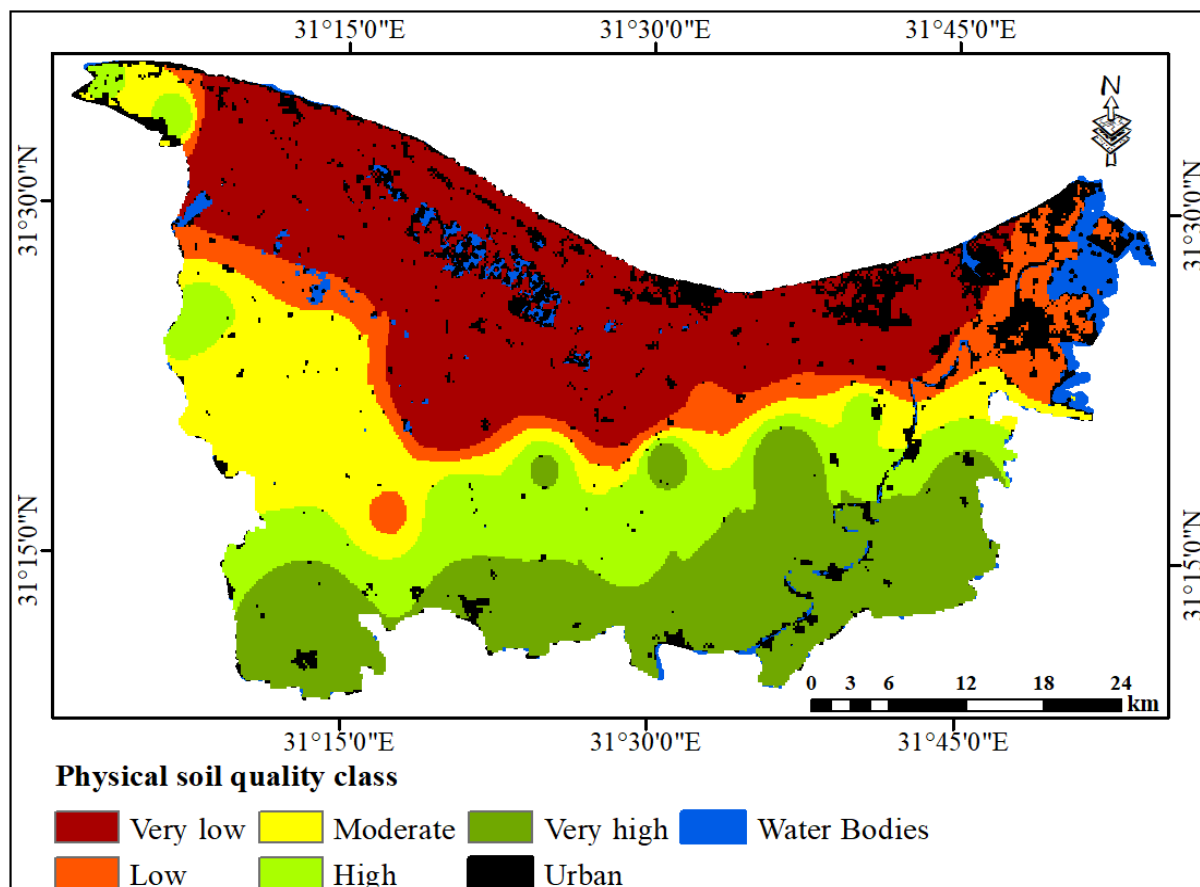 31°15'0"E 31°30'0"E 31°45'0"E
N
31°30'0"N 31°30'0"N
31°15'0"N 31°15'0"N
0 3 6 12 18 24
km
31°15'0"E 31°30'0"E 31°45'0"E
Physical soil quality class
Very low Moderate Very high Water Bodies
Low High Urban